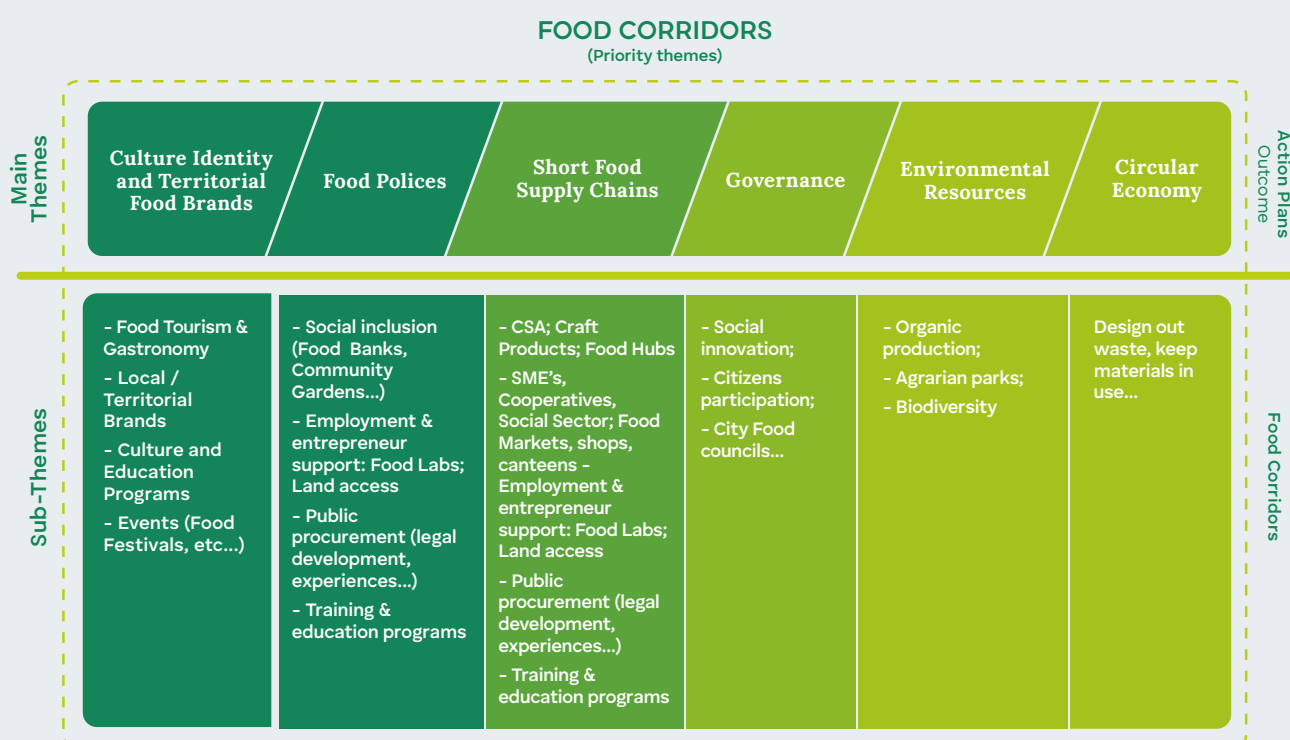 FOOD CORRIDORS
(Priority themes)
Main
Themes
Culture Identity
and Territorial
Food Brands
Food Polices
Short Food
Supply Chains
Governance
Environmental
Resources
Circular
Economy
Action Plans
Outcome
Sub-Themes
- Food Tourism &
Gastronomy
- Local /
Territorial
Brands
- Culture and
Education
Programs
- Events (Food
Festivals, etc...)
- Social inclusion
(Food Banks,
Community
Gardens...)
- Employment &
entrepreneur
support: Food Labs;
Land access
- Public
procurement (legal
development,
experiences...)
- Training &
education programs
- CSA; Craft
Products; Food Hubs
- SME's,
Cooperatives,
Social Sector; Food
Markets, shops,
canteens -
Employment &
entrepreneur
support: Food Labs;
Land access
- Public
procurement (legal
development,
experiences...)
- Training &
education programs
- Social
innovation;
- Citizens
participation;
- City Food
councils...
- Organic
production;
- Agrarian parks;
- Biodiversity
Design out
waste, keep
materials in
use...
Food Corridors